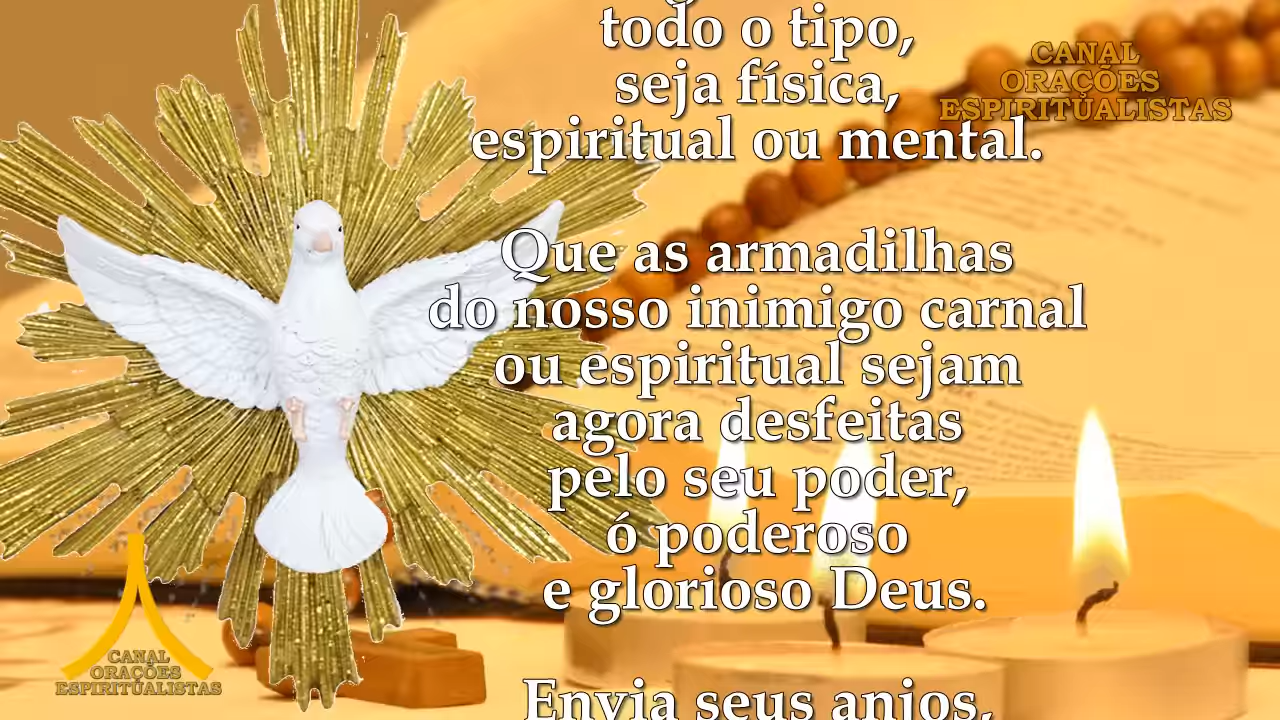 todo o tipo,
seja física,
espiritual ou mental.
Que as armadilhas
do nosso inimigo carnal
ou espiritual sejam
agora desfeitas
pelo seu poder,
ó poderoso
e glorioso Deus.
Envia seus anjos,
CANAL
ORAÇÕES
ESPIRITUALISTAS
CANAL
ORAÇÕES
ESPIRITUALISTAS